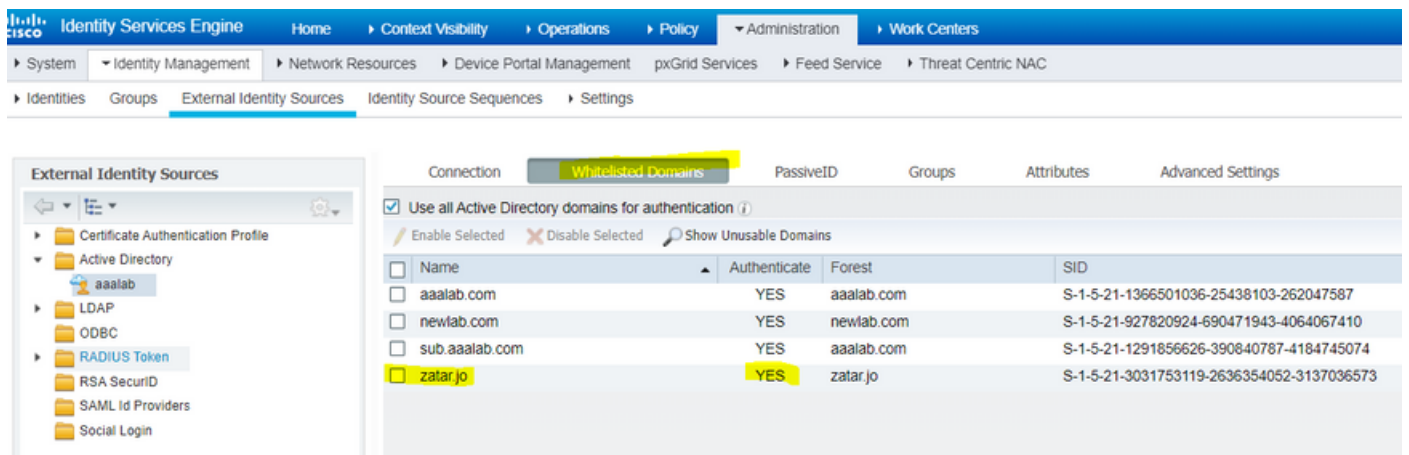 cisco Identity Services Engine Home Context Visibility Operations Policy Administration Work Centers
System Identity Management Network Resources Device Portal Management pxGrid Services Feed Service Threat Centric NAC
Identities Groups External Identity Sources Identity Source Sequences Settings
External Identity Sources
Certificate Authentication Profile
Active Directory
aaalab
LDAP
ODBC
RADIUS Token
RSA SecurID
SAML Id Providers
Social Login
Connection Whitelisted Domains PassiveID Groups Attributes Advanced Settings
Use all Active Directory domains for authentication
Enable Selected Disable Selected Show Unusable Domains
Name Authenticate Forest SID
aaalab.com YES aaalab.com S-1-5-21-1366501036-25438103-262047587
newlab.com YES newlab.com S-1-5-21-927820924-690471943-4064067410
sub.aaalab.com YES aaalab.com S-1-5-21-1291856626-390840787-4184745074
zatar.jo YES zatar.jo S-1-5-21-3031753119-2636354052-3137036573